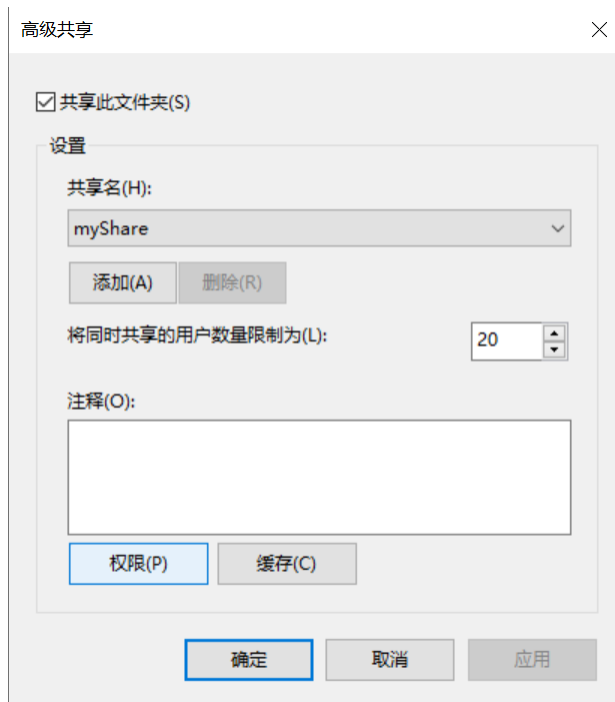 高级共享
共享此文件夹(S)
设置
共享名(H):
myShare
添加(A) 删除(R)
将同时共享的用户数量限制为(L): 20
注释(O):
权限(P) 缓存(C)
确定 取消 应用